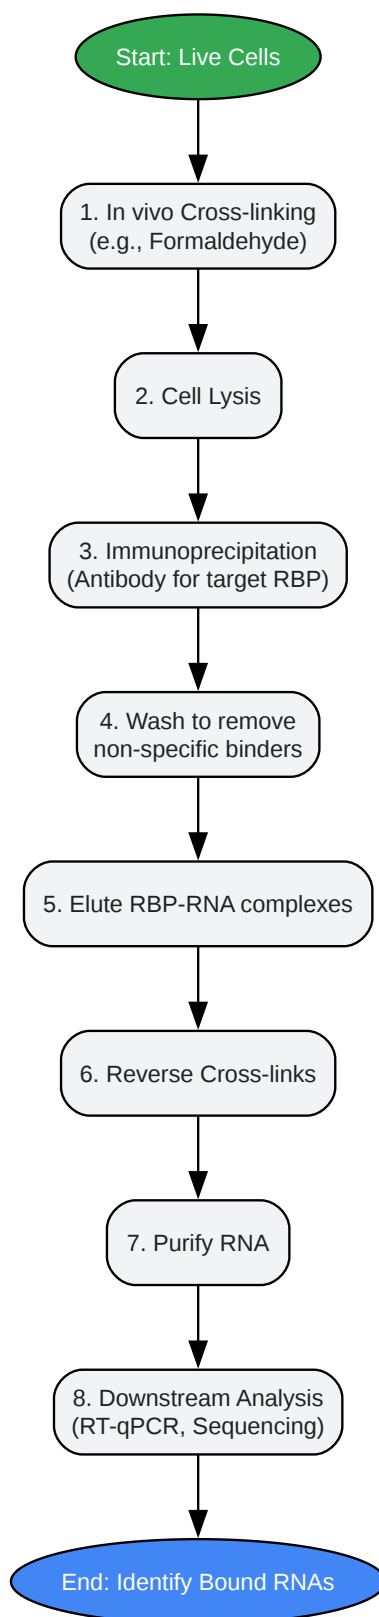 Start: Live Cells
1. In vivo Cross-linking
(e.g., Formaldehyde)
2. Cell Lysis
3. Immunoprecipitation
(Antibody for target RBP)
4. Wash to remove
non-specific binders
5. Elute RBP-RNA complexes
6. Reverse Cross-links
7. Purify RNA
8. Downstream Analysis
(RT-qPCR, Sequencing)
End: Identify Bound RNAs